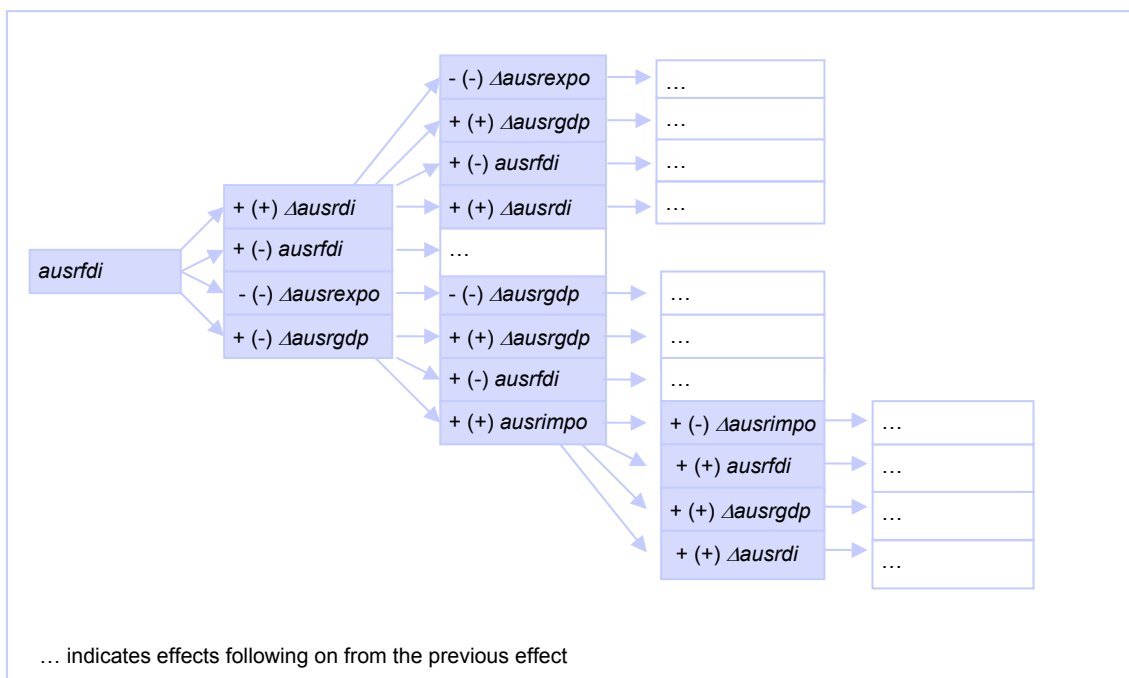 - (-) Δausrexpo
…
+ (+) Δausrgdp
…
+ (-) ausrfdi
…
+ (+) Δausrdi
+ (+) Δausrdi
…
+ (-) ausrfdi
…
ausrfdi
- (-) Δausrexpo
- (-) Δausrgdp
…
+ (-) Δausrgdp
+ (+) Δausrgdp
…
+ (-) ausrfdi
…
+ (+) ausrimpo
+ (-) Δausrimpo
…
+ (+) ausrfdi
…
+ (+) Δausrgdp
…
+ (+) Δausrdi
…
… indicates effects following on from the previous effect